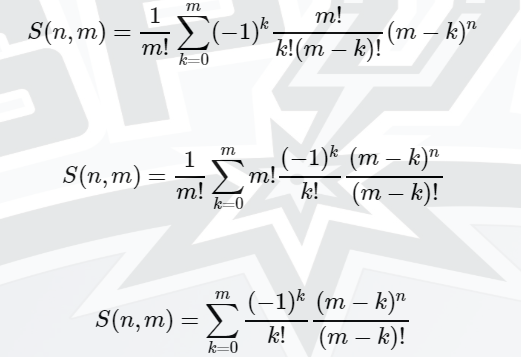 S(n,m) = \frac{1}{m!} \sum_{k=0}^{m} (-1)^k \frac{m!}{k!(m-k)!} (m-k)^n
S(n,m) = \frac{1}{m!} \sum_{k=0}^{m} m! \frac{(-1)^k}{k!} \frac{(m-k)^n}{(m-k)!}
S(n,m) = \sum_{k=0}^{m} \frac{(-1)^k}{k!} \frac{(m-k)^n}{(m-k)!}